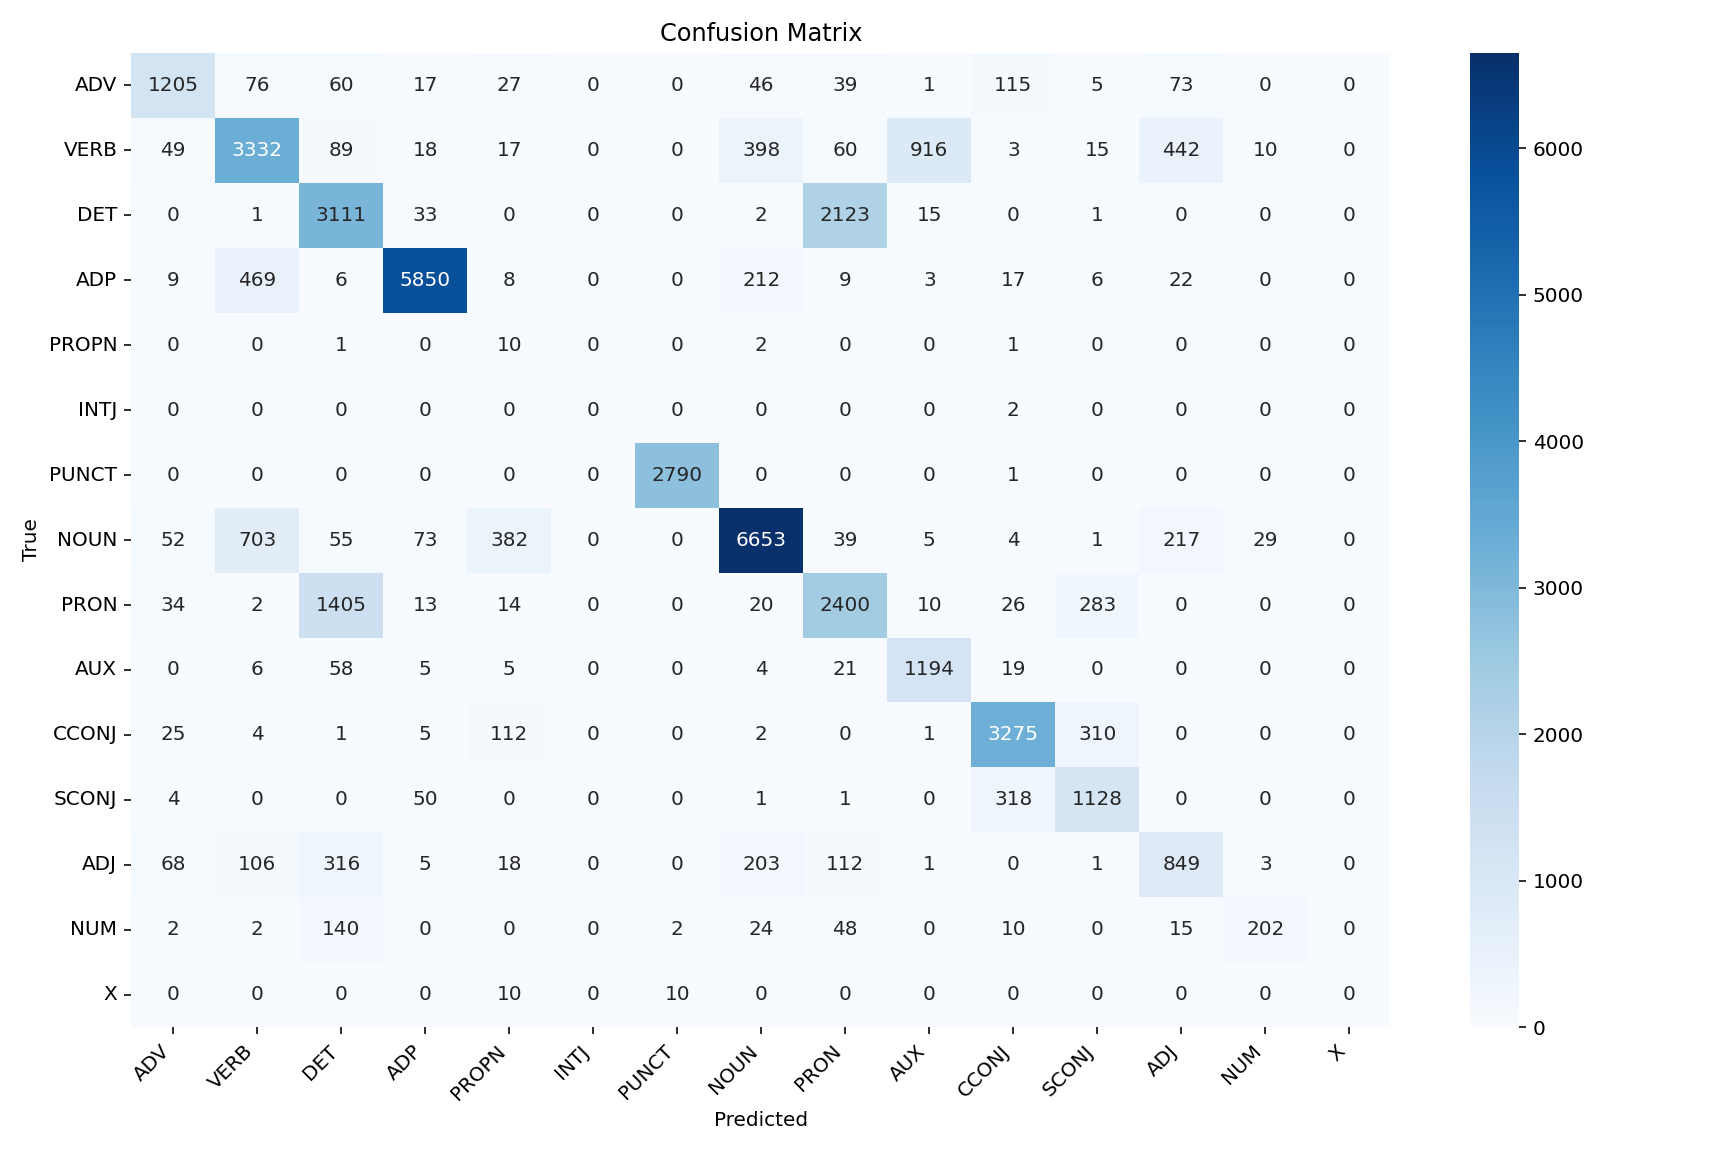 Confusion Matrix
ADV 1205 76 60 17 27 0 0 46 39 1 115 5 73 0 0
VERB 49 3332 89 18 17 0 0 398 60 916 3 15 442 10 0
6000
DET 0 1 3111 33 0 0 0 2 2123 15 0 1 0 0 0
ADP 9 469 6 5850 8 0 0 212 9 3 17 6 22 0 0
5000
PROPN 0 0 1 0 10 0 0 2 0 0 1 0 0 0 0
INTJ 0 0 0 0 0 0 0 0 0 0 2 0 0 0 0
4000
PUNCT 0 0 0 0 0 0 2790 0 0 0 1 0 0 0 0
True
NOUN 52 703 55 73 382 0 0 6653 39 5 4 1 217 29 0
3000
PRON 34 2 1405 13 14 0 0 20 2400 10 26 283 0 0 0
AUX 0 6 58 5 5 0 0 4 21 1194 19 0 0 0 0
CCONJ 25 4 1 5 112 0 0 2 0 1 3275 310 0 0 0
2000
SCONJ 4 0 0 50 0 0 0 1 1 0 318 1128 0 0 0
ADJ 68 106 316 5 18 0 0 203 112 1 0 1 849 3 0
1000
NUM 2 2 140 0 0 0 2 24 48 0 10 0 15 202 0
X 0 0 0 0 10 0 10 0 0 0 0 0 0 0 0
0
ADV VERB DET ADP PROPN INTJ PUNCT NOUN PRON AUX CCONJ SCONJ ADJ NUM X
Predicted